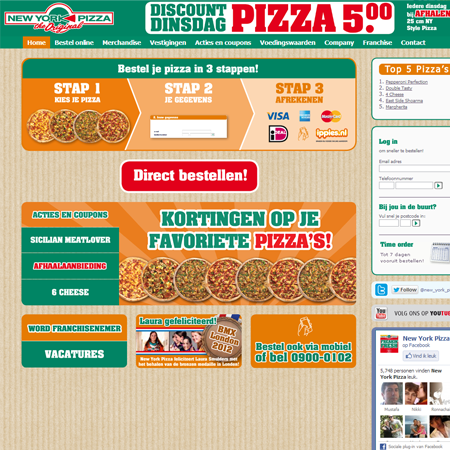 NEW YORK PIZZA
the Original
DISCOUNT DINSDAG PIZZA 5.00
Iedere dinsdag
bij AFHALEN
25 cm NY
Style Pizza
Home Bestel online Merchandise Vestigingen Acties en coupons Voedingswaarden Company Franchise Contact
Bestel je pizza in 3 stappen!
STAP 1
KIES JE PIZZA
STAP 2
JE GEGEVENS
STAP 3
AFREKENEN
VISA
MasterCard
iDEAL
ippies.nl
Direct bestellen!
ACTIES EN COUPONS
SICILIAN MEATLOVER
AFHAALAANBIEDING
6 CHEESE
KORTINGEN OP JE
FAVORIETE PIZZA'S!
WORD FRANCHISENEMER
VACATURES
Laura gefeliciteerd!
BMX
London
2012
New York Pizza feliciteert Laura Smulders met
het behalen van de bronzen medaille in Londen!
Bestel ook via mobiel
of bel 0900-0102
Top 5 Pizza's
1. Pepperoni Perfection
2. Double Tasty
3. 4 Cheese
4. East Side Shoarma
5. Margherita
Log in
om sneller te bestellen!
Email adres
Telefoonnummer
Bij jou in de buurt?
Vul snel je postcode in:
Time order
Tot 7 dagen
vooruit bestellen!
Follow @new_york_p
VOLG ONS OP YOUTU
New York Pizza
op Facebook
Vind ik leuk
5,748 personen vinden New
York Pizza leuk.
Mustafa Nikki
Sociale plug-in van Facebook